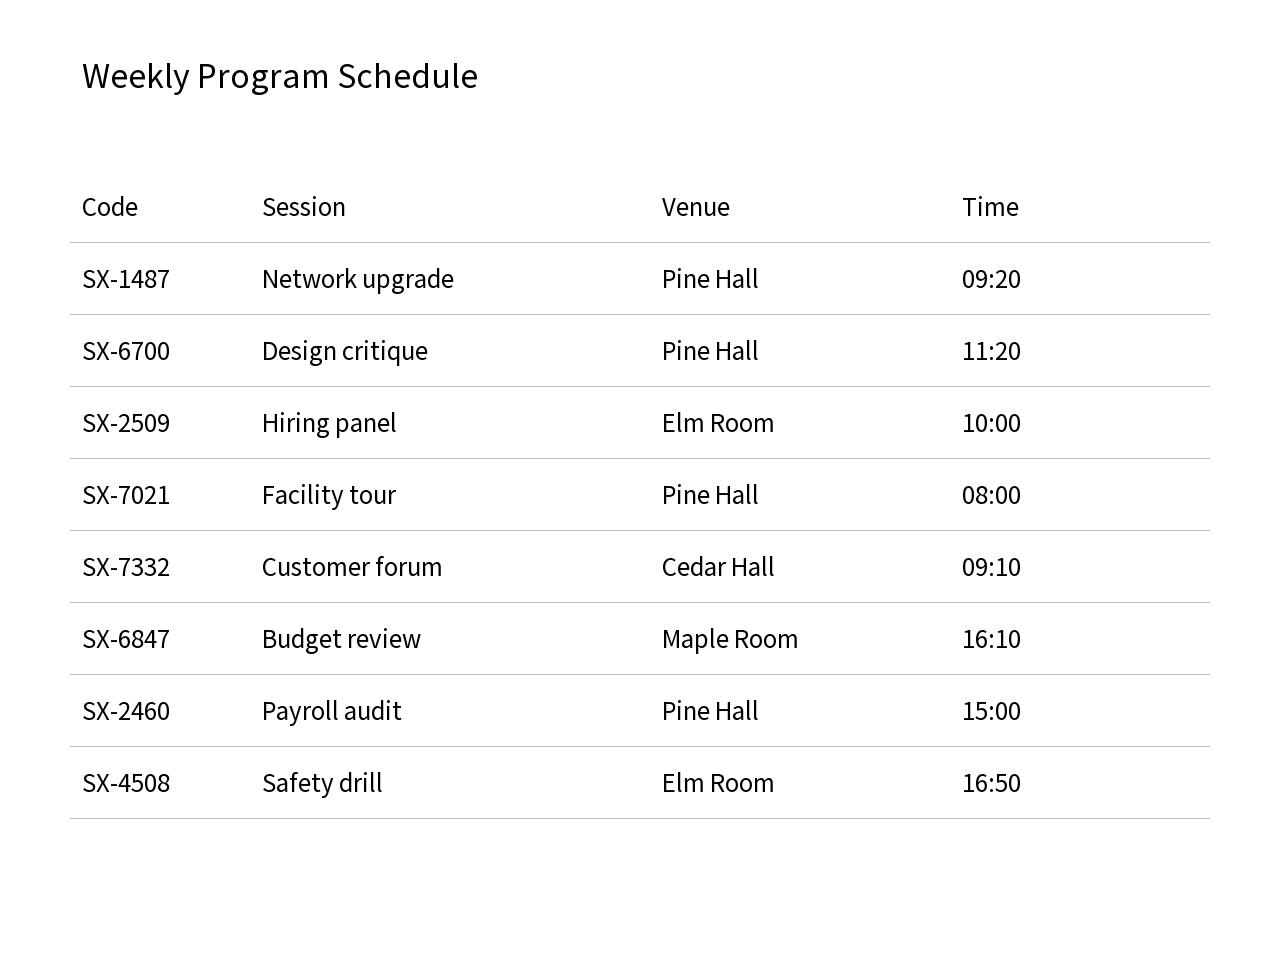 Weekly Program Schedule
Code Session Venue Time
SX-1487 Network upgrade Pine Hall 09:20
SX-6700 Design critique Pine Hall 11:20
SX-2509 Hiring panel Elm Room 10:00
SX-7021 Facility tour Pine Hall 08:00
SX-7332 Customer forum Cedar Hall 09:10
SX-6847 Budget review Maple Room 16:10
SX-2460 Payroll audit Pine Hall 15:00
SX-4508 Safety drill Elm Room 16:50